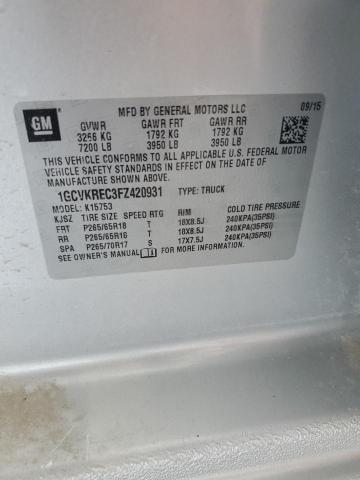 GM
MFD BY GENERAL MOTORS LLC 09/15
GVWR GAWR FRT GAWR RR
3266 KG 1792 KG 1792 KG
7200 LB 3950 LB 3950 LB
THIS VEHICLE CONFORMS TO ALL APPLICABLE U.S. FEDERAL MOTOR
VEHICLE SAFETY STANDARDS IN EFFECT ON THE DATE OF
MANUFACTURE SHOWN ABOVE.
1GCVKREC3FZ420931 TYPE: TRUCK
M: K15753
KJSZ TIRE SIZE SPEED RTG RIM COLD TIRE PRESSURE
FRT P265/65R18 T 18X8.5J 240KPA(35PSI)
RR P265/65R18 T 18X8.5J 240KPA(35PSI)
SPA P265/70R17 T 17X7.5J 240KPA(35PSI)
SEE OWNER'S MANUAL FOR MORE INFORMATION.